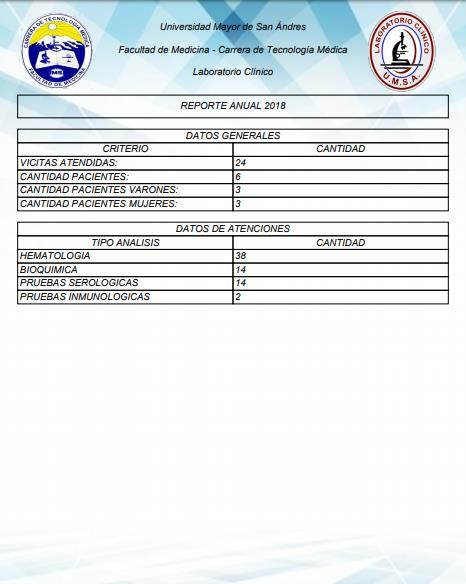 Universidad Mayor de San Ándres
Facultad de Medicina - Carrera de Tecnología Médica
Laboratorio Clínico
CARRERA DE TECNOLOGIA MEDICA
FACULTAD DE MEDICINA
LABORATORIO CLINICO
U.M.S.A.
REPORTE ANUAL 2018
DATOS GENERALES
CRITERIO CANTIDAD
VICITAS ATENDIDAS: 24
CANTIDAD PACIENTES: 6
CANTIDAD PACIENTES VARONES: 3
CANTIDAD PACIENTES MUJERES: 3
DATOS DE ATENCIONES
TIPO ANALISIS CANTIDAD
HEMATOLOGIA 38
BIOQUIMICA 14
PRUEBAS SEROLOGICAS 14
PRUEBAS INMUNOLOGICAS 2